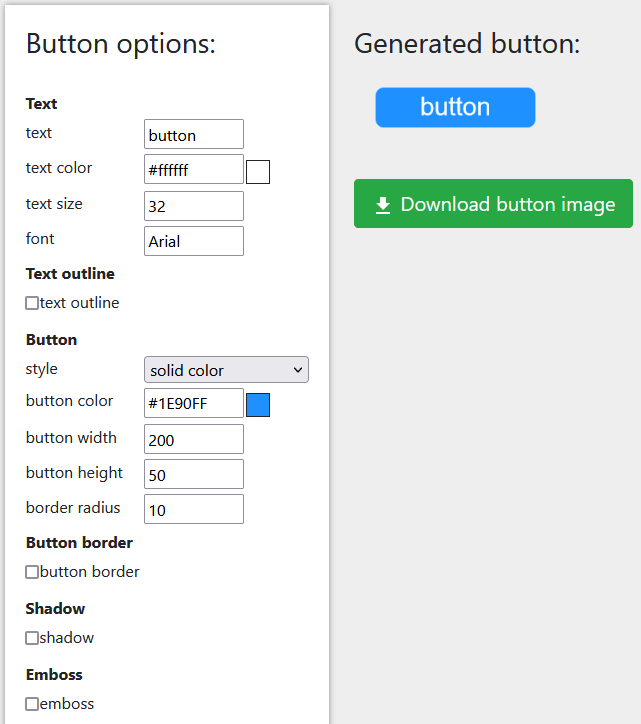 Button options:
Text
text button
text color #ffffff
text size 32
font Arial
Text outline
text outline
Button
style solid color
button color #1E90FF
button width 200
button height 50
border radius 10
Button border
button border
Shadow
shadow
Emboss
emboss
Generated button:
button
Download button image